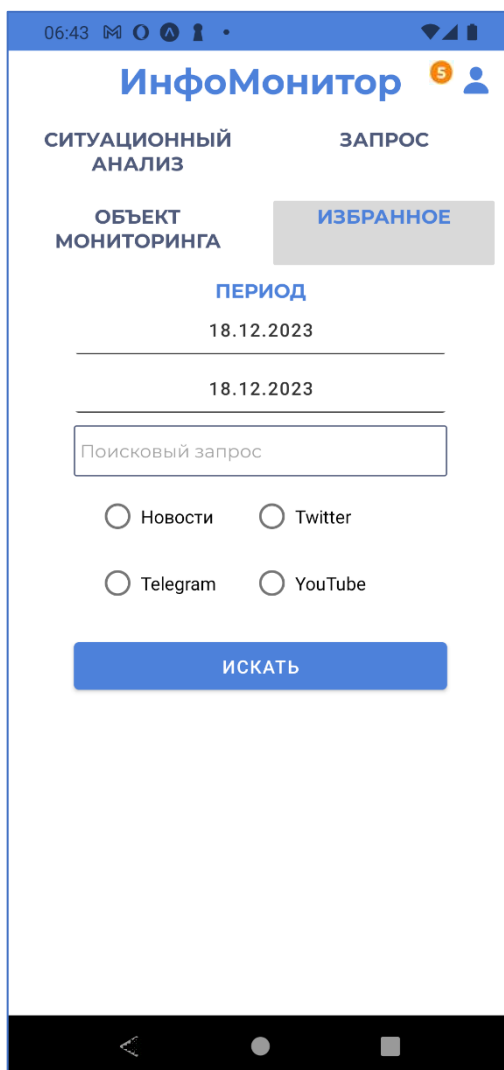 06:43
ИнфоМонитор 5
СИТУАЦИОННЫЙ
АНАЛИЗ
ЗАПРОС
ОБЪЕКТ
МОНИТОРИНГА
ИЗБРАННОЕ
ПЕРИОД
18.12.2023
18.12.2023
Поисковый запрос
Новости Twitter
Telegram YouTube
ИСКАТЬ